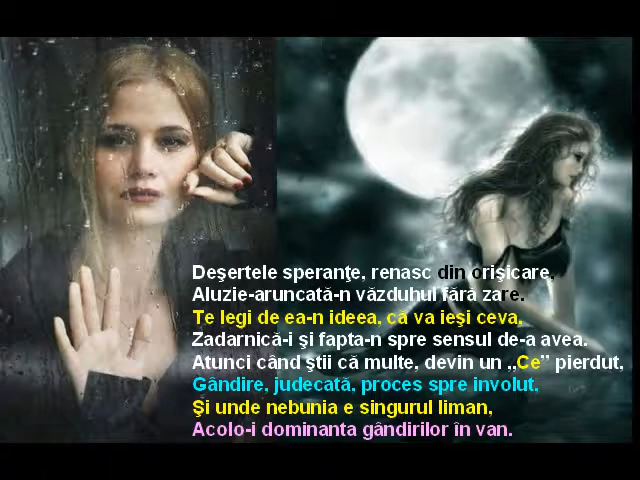 Deşertele speranţe, renasc din orişicare.
Aluzie-aruncată-n văzduhul fără zare.
Te legi de ea-n ideea, că va ieşi ceva,
Zadarnică-i şi fapta-n spre sensul de-a avea.
Atunci când ştii că multe, devin un „Ce” pierdut,
Gândire, judecată, proces spre involut,
Şi unde nebunia e singurul liman,
Acolo-i dominanta gândirilor în van.